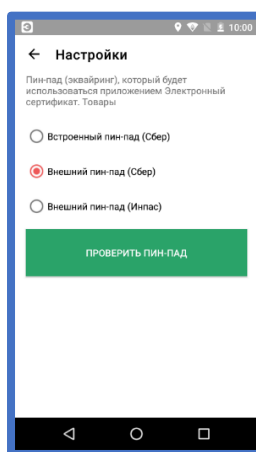 10:00
Настройки
Пин-пад (эквайринг), который будет
использоваться приложением Электронный
сертификат. Товары
Встроенный пин-пад (Сбер)
Внешний пин-пад (Сбер)
Внешний пин-пад (Инпас)
ПРОВЕРИТЬ ПИН-ПАД